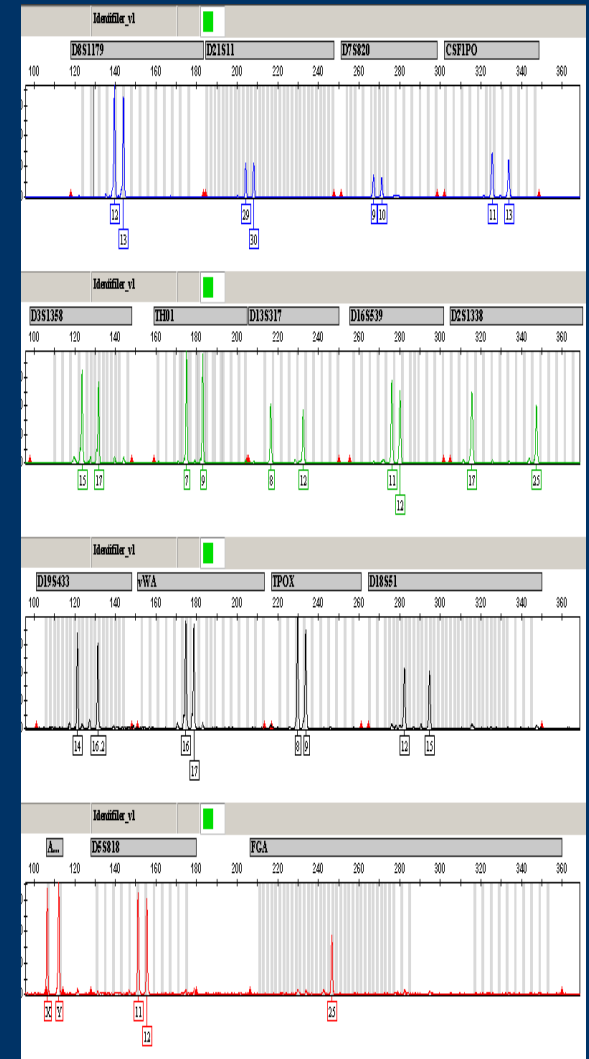 Identifiler_v1
D8S1179 D21S11 D7S820 CSF1PO
100 120 140 160 180 200 220 240 260 280 300 320 340 360
12 29 9 10 11 13
13 30
Identifiler_v1
D3S1358 TH01 D13S317 D16S539 D2S1338
100 120 140 160 180 200 220 240 260 280 300 320 340 360
15 17 7 9 8 12 11 17 25
12
Identifiler_v1
D19S433 vWA TPOX D18S51
100 120 140 160 180 200 220 240 260 280 300 320 340 360
14 16.2 16 8 9 12 15
17
Identifiler_v1
A... D5S818 FGA
100 120 140 160 180 200 220 240 260 280 300 320 340 360
X Y 11 25
12